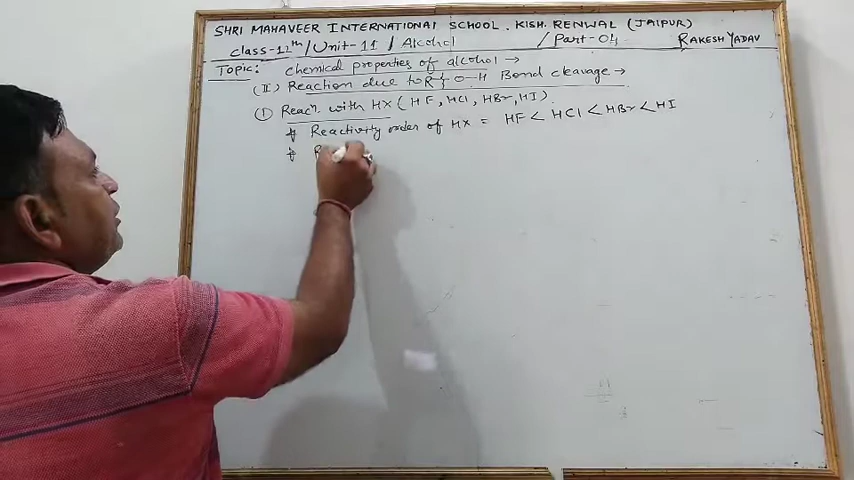 SHRI MAHAVEER INTERNATIONAL SCHOOL. KISH. RENWAL (JAIPUR)
Class-12th/Unit-11 / Alcohol /Part-04 RAKESH YADAV
Topic: chemical properties of alcohol →
(II) Reaction due to R⌇O-H Bond cleavage →
① Reacn. with HX ( HF, HCl, HBr, HI).
* Reactivity order of HX = HF < HCl < HBr < HI
* R